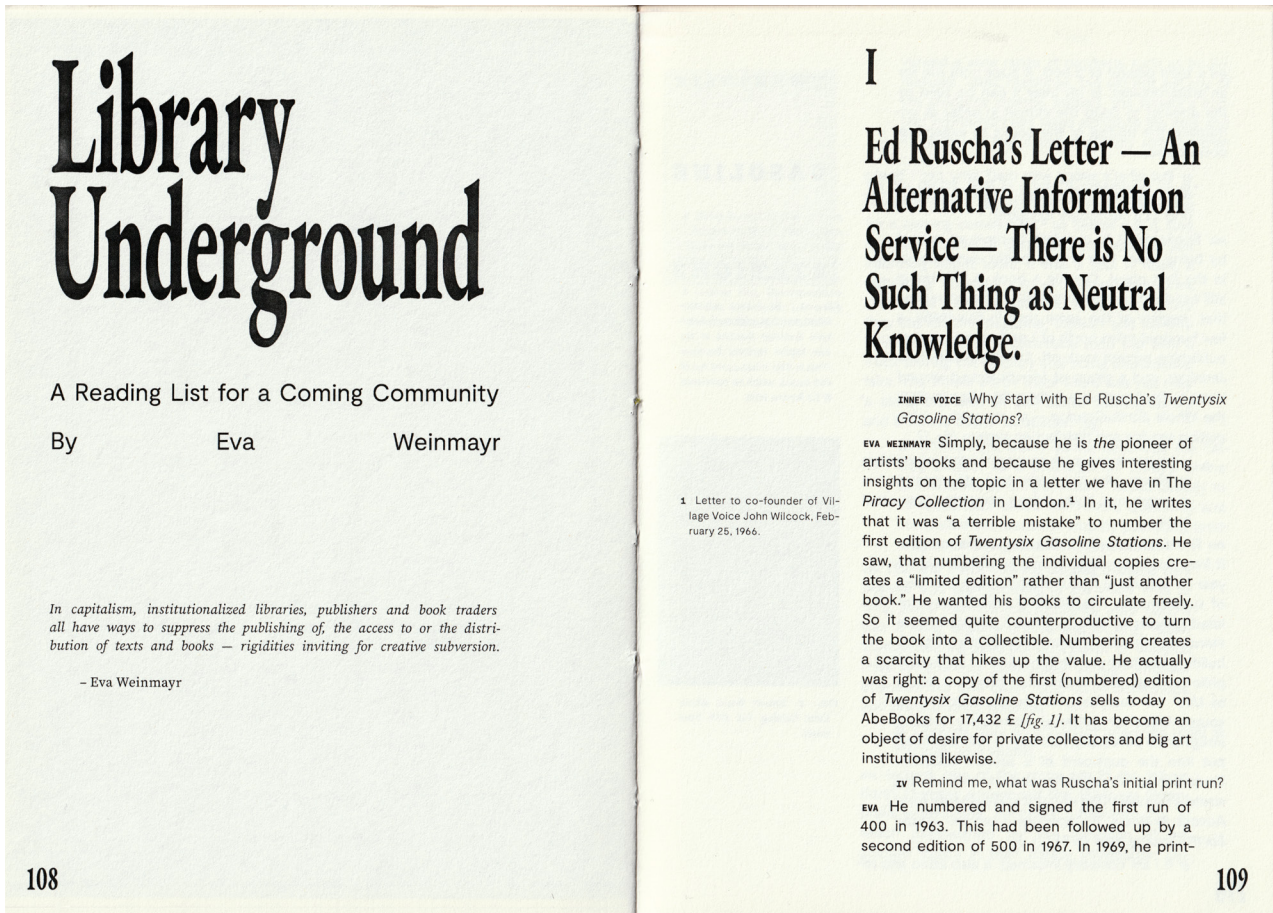 Library
Underground
A Reading List for a Coming Community
By Eva Weinmayr
In capitalism, institutionalized libraries, publishers and book traders
all have ways to suppress the publishing of, the access to or the distri-
bution of texts and books — rigidities inviting for creative subversion.
– Eva Weinmayr
108
I
Ed Ruscha’s Letter — An
Alternative Information
Service — There is No
Such Thing as Neutral
Knowledge.
INNER VOICE Why start with Ed Ruscha’s Twentysix
Gasoline Stations?
EVA WEINMAYR Simply, because he is the pioneer of
artists’ books and because he gives interesting
insights on the topic in a letter we have in The
Piracy Collection in London.¹ In it, he writes
that it was “a terrible mistake” to number the
first edition of Twentysix Gasoline Stations. He
saw, that numbering the individual copies cre-
ates a “limited edition” rather than “just another
book.” He wanted his books to circulate freely.
So it seemed quite counterproductive to turn
the book into a collectible. Numbering creates
a scarcity that hikes up the value. He actually
was right: a copy of the first (numbered) edition
of Twentysix Gasoline Stations sells today on
AbeBooks for 17,432 £ [fig. 1]. It has become an
object of desire for private collectors and big art
institutions likewise.
IV Remind me, what was Ruscha’s initial print run?
EVA He numbered and signed the first run of
400 in 1963. This had been followed up by a
second edition of 500 in 1967. In 1969, he print-
1 Letter to co-founder of Vil-
lage Voice John Wilcock, Feb-
ruary 25, 1966.
109